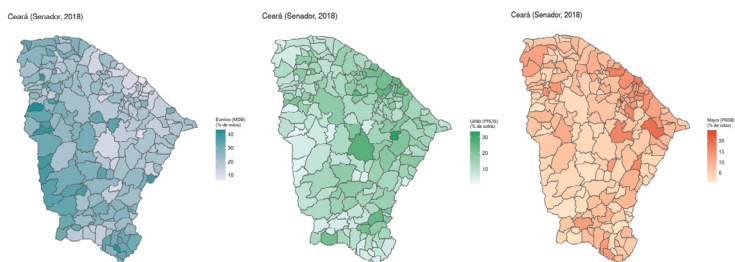 Ceará (Senador, 2018)
Eunício (MDB)
(% de votos)
40
30
20
10
Ceará (Senador, 2018)
Girão (PROS)
(% de votos)
30
20
10
Ceará (Senador, 2018)
Mayra (PSDB)
(% de votos)
20
15
10
5